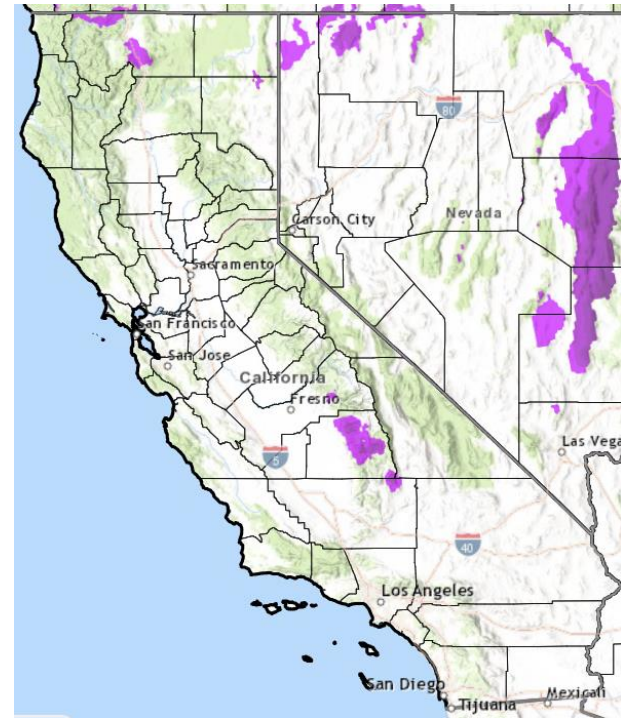 80
Carson City
Nevada
Sacramento
San Francisco
San Jose
California
Fresno
5
Las Vega
40
Los Angeles
San Diego
Tijuana
Mexicali